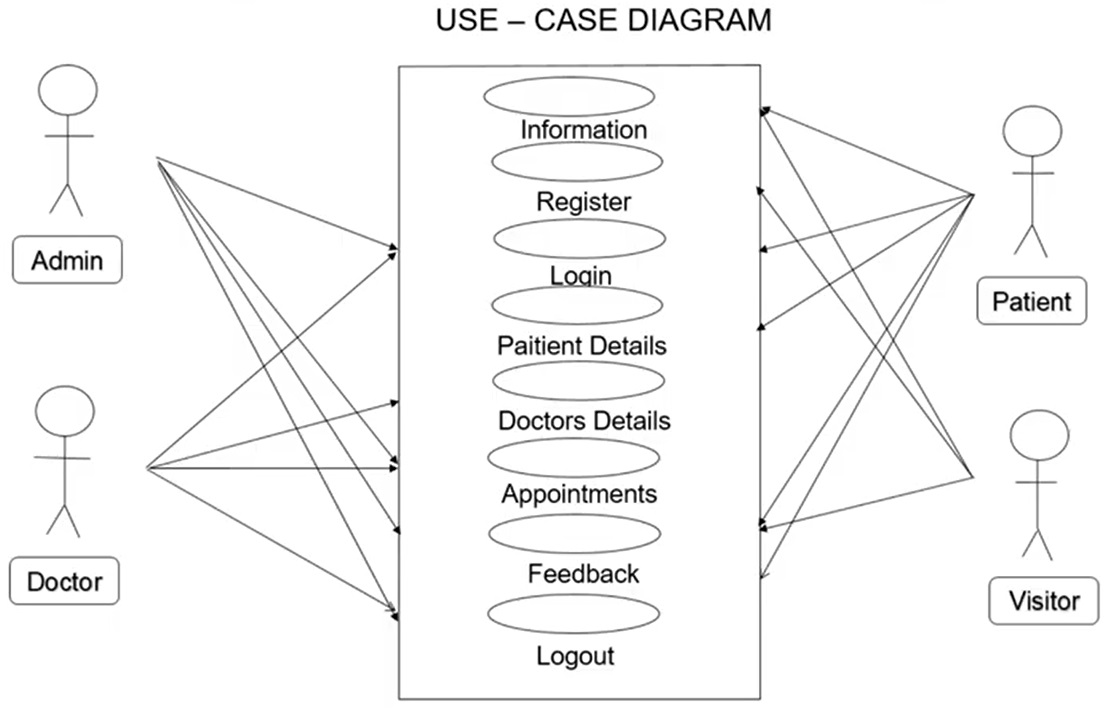 USE – CASE DIAGRAM
Information
Register
Login
Paitient Details
Doctors Details
Appointments
Feedback
Logout
Admin
Doctor
Patient
Visitor